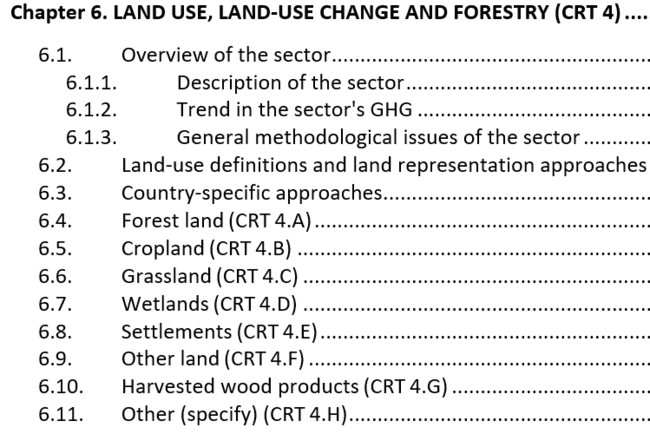 Chapter 6. LAND USE, LAND-USE CHANGE AND FORESTRY (CRT 4)....
6.1. Overview of the sector
6.1.1. Description of the sector
6.1.2. Trend in the sector's GHG
6.1.3. General methodological issues of the sector
6.2. Land-use definitions and land representation approaches
6.3. Country-specific approaches
6.4. Forest land (CRT 4.A)
6.5. Cropland (CRT 4.B)
6.6. Grassland (CRT 4.C)
6.7. Wetlands (CRT 4.D)
6.8. Settlements (CRT 4.E)
6.9. Other land (CRT 4.F)
6.10. Harvested wood products (CRT 4.G)
6.11. Other (specify) (CRT 4.H)